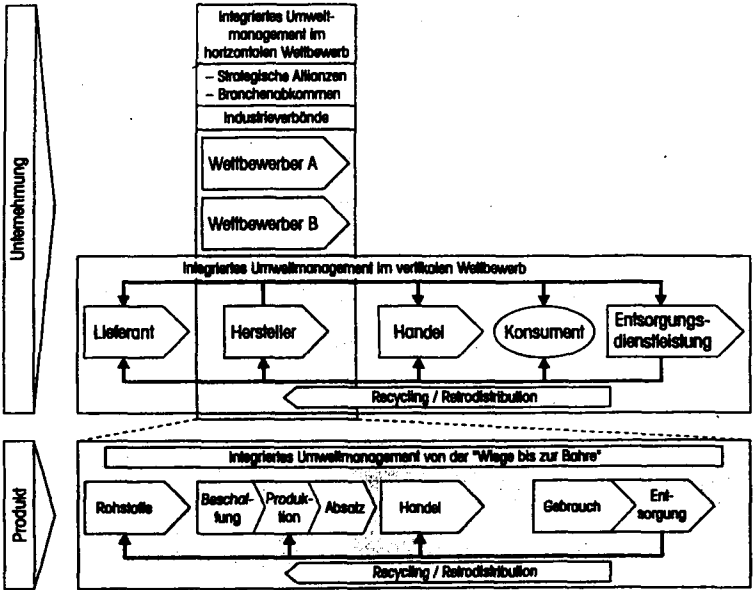 Integriertes Umwelt-
management im
horizontalen Wettbewerb
– Strategische Allianzen
– Branchenabkommen
Industrieverbände
Wettbewerber A
Wettbewerber B
Unternehmung
Integriertes Umweltmanagement im vertikalen Wettbewerb
Lieferant
Hersteller
Handel
Konsument
Entsorgungs-
dienstleistung
Recycling / Retrodistribution
Produkt
Integriertes Umweltmanagement von der "Wiege bis zur Bahre"
Rohstoffe
Beschaf-
fung
Produk-
tion
Absatz
Handel
Gebrauch
Ent-
sorgung
Recycling / Retrodistribution